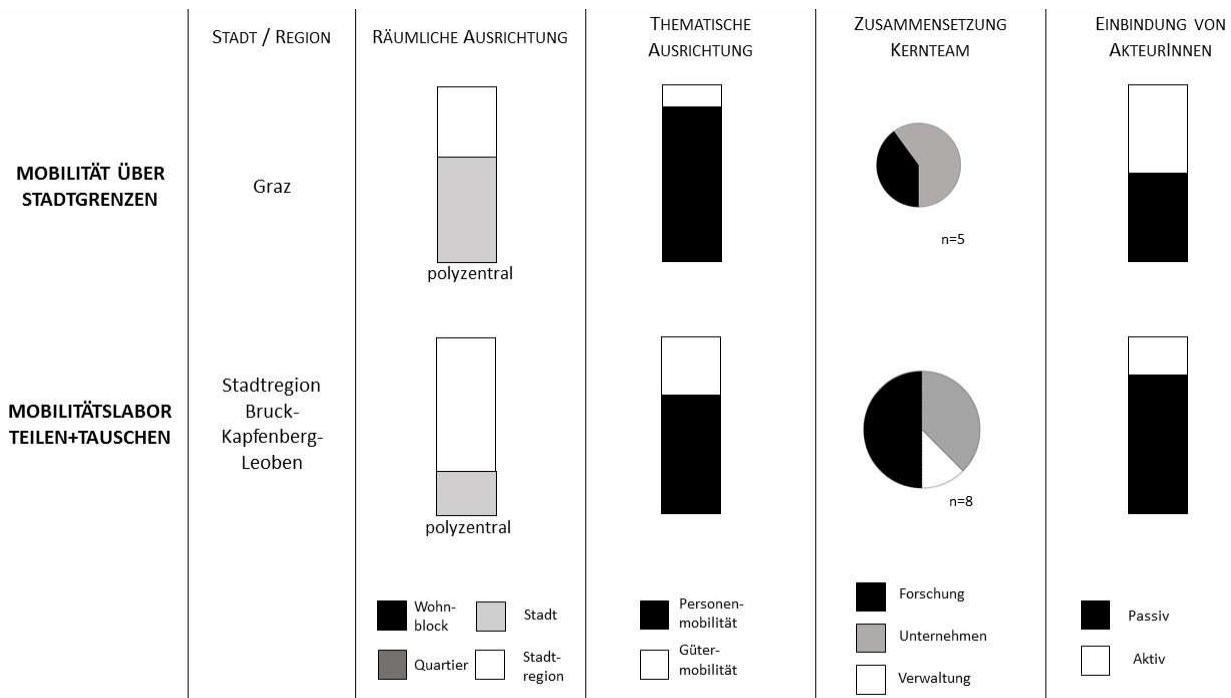 STADT / REGION
RÄUMLICHE AUSRICHTUNG
THEMATISCHE
AUSRICHTUNG
ZUSAMMENSETZUNG
KERNTEAM
EINBINDUNG VON
AKTEURINNEN
MOBILITÄT ÜBER
STADTGRENZEN
Graz
polyzentral
n=5
MOBILITÄTSLABOR
TEILEN+TAUSCHEN
Stadtregion
Bruck-
Kapfenberg-
Leoben
polyzentral
n=8
Wohn-
block
Stadt
Quartier
Stadt-
region
Personen-
mobilität
Güter-
mobilität
Forschung
Unternehmen
Verwaltung
Passiv
Aktiv